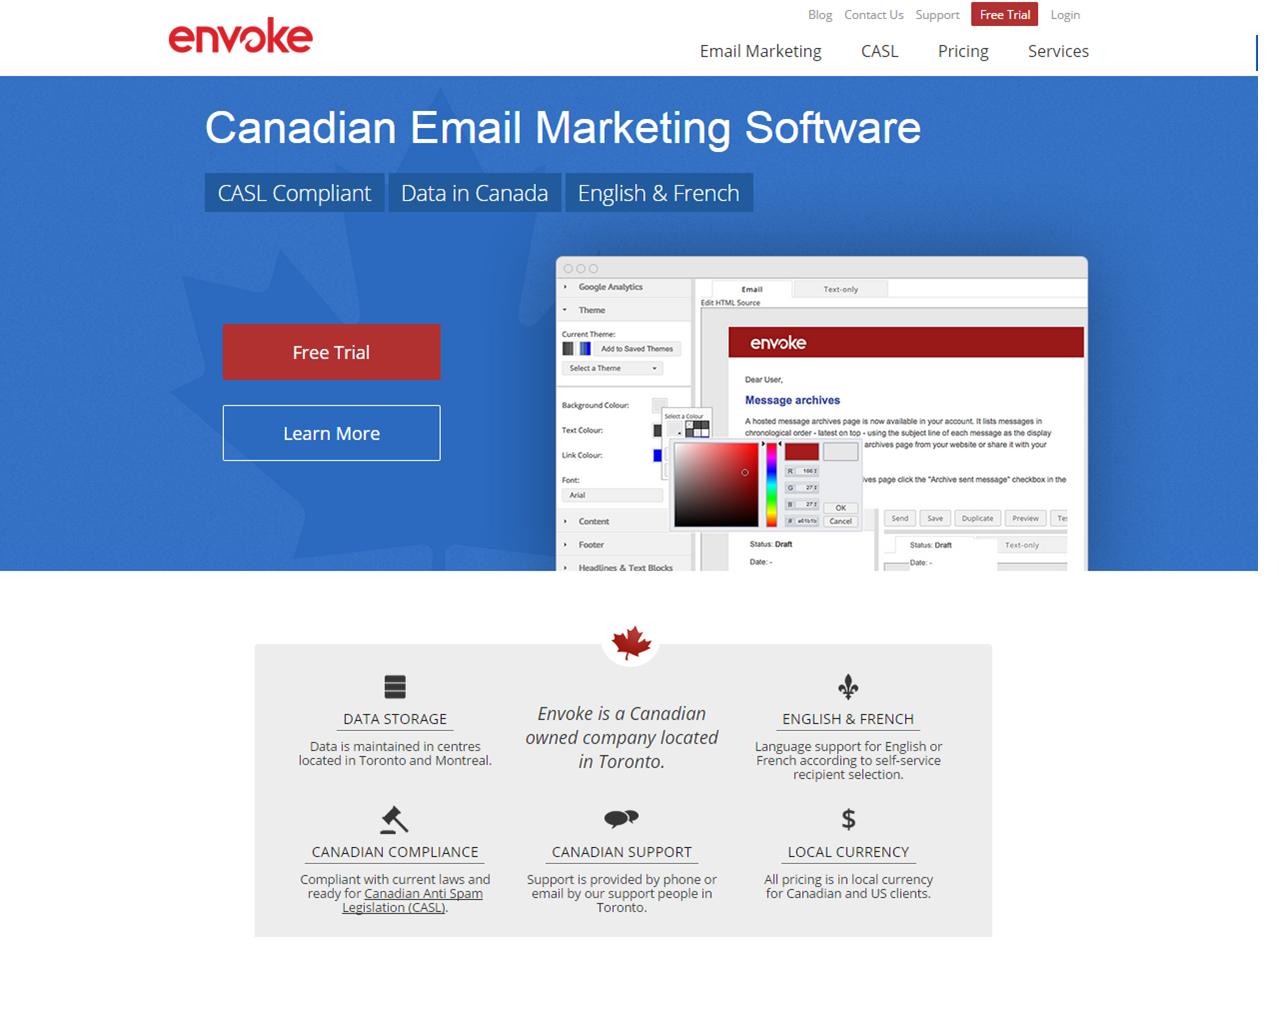 envoke
Blog Contact Us Support Free Trial Login
Email Marketing CASL Pricing Services
Canadian Email Marketing Software
CASL Compliant Data in Canada English & French
Free Trial
Learn More
Google Analytics
Theme
Current Theme:
Add to Saved Themes
Select a Theme
Background Colour:
Text Colour:
Link Colour:
Font:
Arial
Content
Footer
Headlines & Text Blocks
Select a Colour
R 166
G 27
B 27
#
OK
Cancel
Email Text-only
Edit HTML Source
envoke
Dear User,
Message archives
A hosted message archives page is now available in your account. It lists messages in
chronological order - latest on top - using the subject line of each message as the display
archives page from your website or share it with your
ves page click the "Archive sent message" checkbox in the
Send Save Duplicate Preview Tes
Status: Draft
Date: -
Status: Draft Text-only
Date: -
DATA STORAGE
Data is maintained in centres
located in Toronto and Montreal.
Envoke is a Canadian
owned company located
in Toronto.
ENGLISH & FRENCH
Language support for English or
French according to self-service
recipient selection.
CANADIAN COMPLIANCE
Compliant with current laws and
ready for Canadian Anti Spam
Legislation (CASL).
CANADIAN SUPPORT
Support is provided by phone or
email by our support people in
Toronto.
$
LOCAL CURRENCY
All pricing is in local currency
for Canadian and US clients.